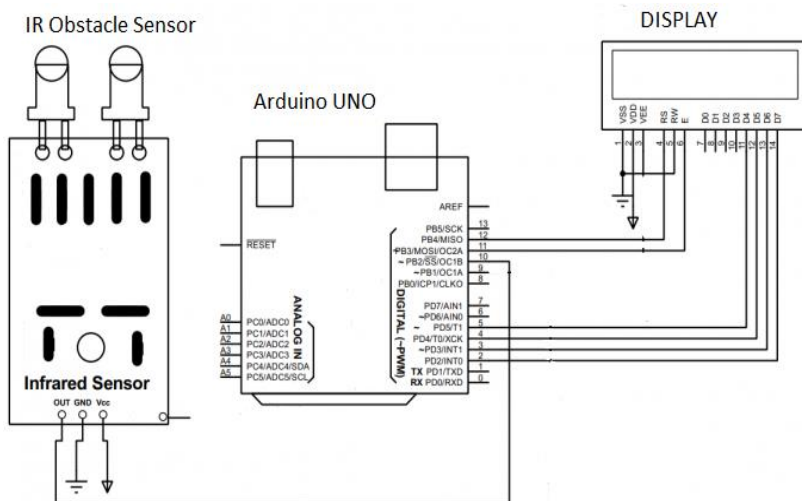 IR Obstacle Sensor
Infrared Sensor
OUT GND Vcc
Arduino UNO
RESET
A0 PC0/ADC0
A1 PC1/ADC1
A2 PC2/ADC2
A3 PC3/ADC3
A4 PC4/ADC4/SDA
A5 PC5/ADC5/SCL
ANALOG IN
DIGITAL (~PWM)
AREF
PB5/SCK 13
PB4/MISO 12
~PB3/MOSI/OC2A 11
~PB2/SS/OC1B 10
~PB1/OC1A 9
PB0/ICP1/CLKO 8
PD7/AIN1 7
~PD6/AIN0 6
~ PD5/T1 5
PD4/T0/XCK 4
~PD3/INT1 3
PD2/INT0 2
TX PD1/TXD 1
RX PD0/RXD 0
DISPLAY
VSS VDD VEE RS RW E D0 D1 D2 D3 D4 D5 D6 D7
1 2 3 4 5 6 7 8 9 10 11 12 13 14